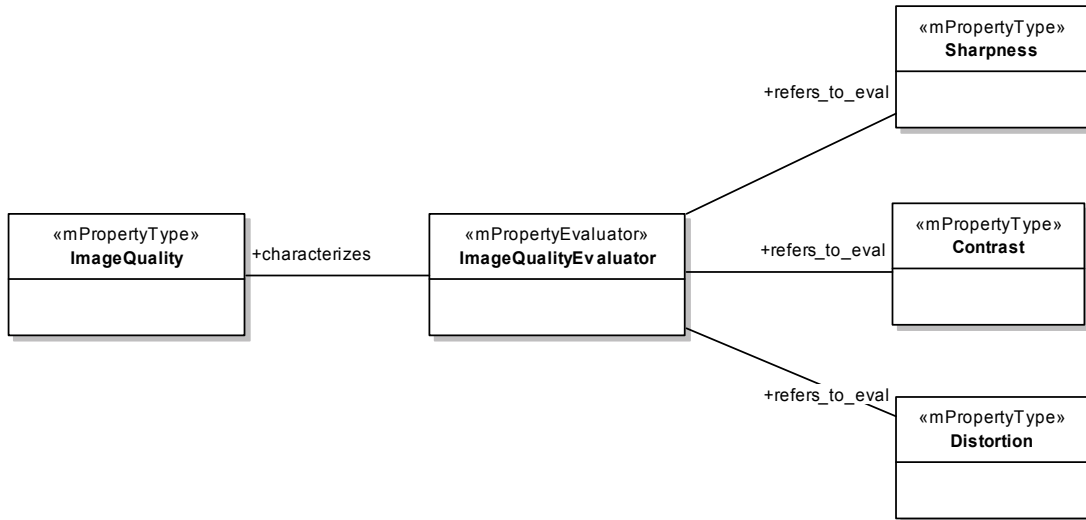 «mPropertyType»
Sharpness
+refers_to_eval
«mPropertyType»
ImageQuality
+characterizes
«mPropertyEvaluator»
ImageQualityEvaluator
+refers_to_eval
«mPropertyType»
Contrast
+refers_to_eval
«mPropertyType»
Distortion